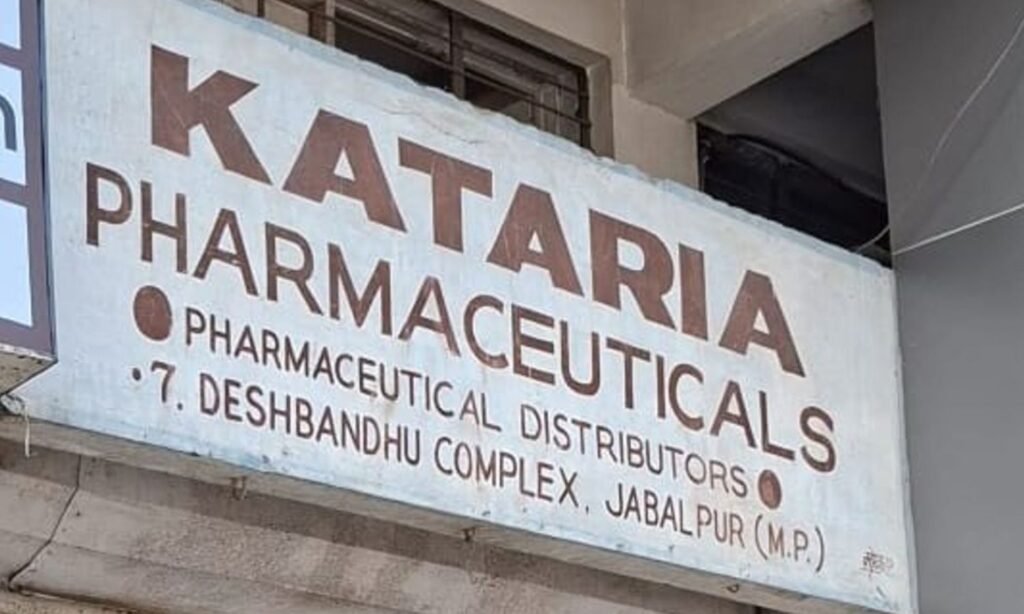 KATARIA
PHARMACEUTICALS
● PHARMACEUTICAL DISTRIBUTORS ●
•7. DESHBANDHU COMPLEX, JABALPUR (M.P.)